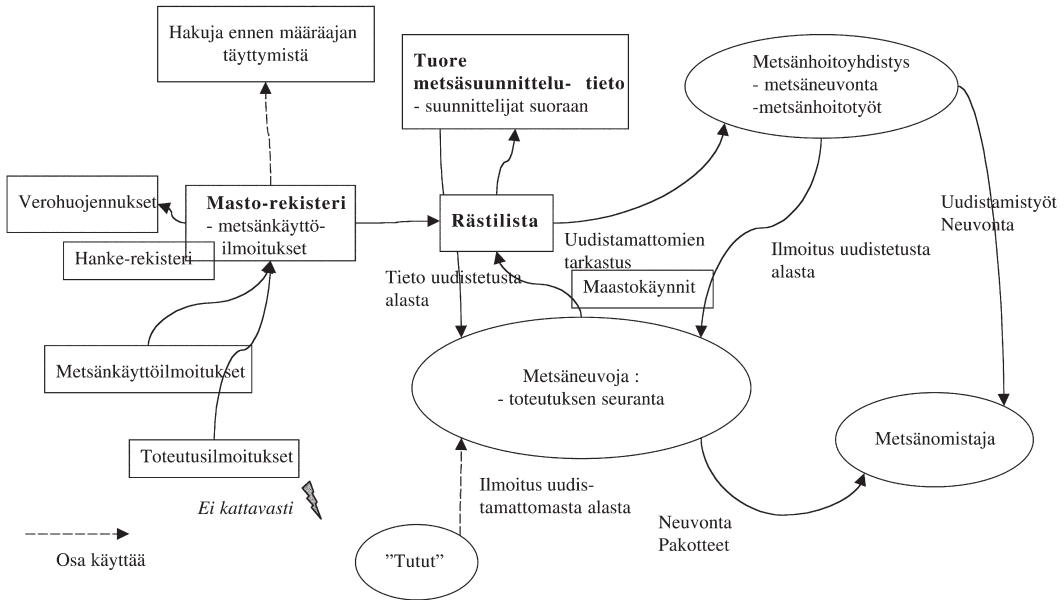 Hakuja ennen määräajan
täyttymistä
Tuore
metsäsuunnittelu- tieto
- suunnittelijat suoraan
Metsänhoitoyhdistys
- metsäneuvonta
-metsänhoitotyöt
Verohuojennukset
Masto-rekisteri
- metsänkäyttö-
ilmoitukset
Hanke-rekisteri
Rästilista
Uudistamattomien
tarkastus
Maastokäynnit
Tieto uudistetusta
alasta
Ilmoitus uudistetusta
alasta
Uudistamistyöt
Neuvonta
Metsänkäyttöilmoitukset
Metsäneuvoja :
- toteutuksen seuranta
Metsänomistaja
Toteutusilmoitukset
Ei kattavasti
Ilmoitus uudis-
tamattomasta alasta
Neuvonta
Pakotteet
Osa käyttää
”Tutut”